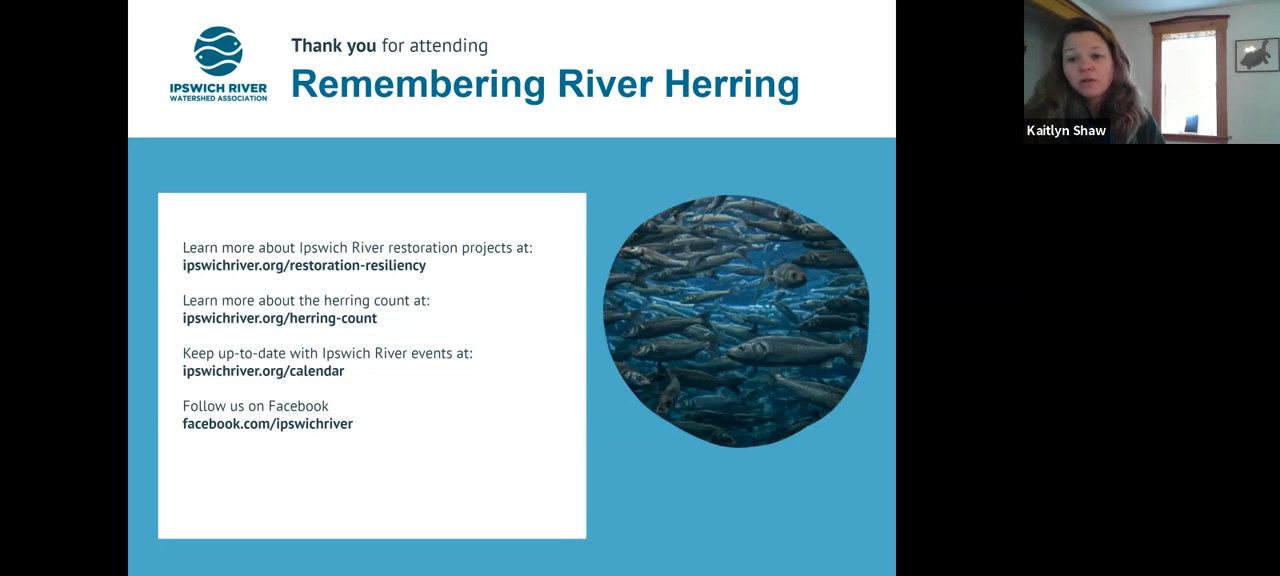 Thank you for attending
Remembering River Herring
IPSWICH RIVER
WATERSHED ASSOCIATION
Kaitlyn Shaw
Learn more about Ipswich River restoration projects at:
ipswichriver.org/restoration-resiliency
Learn more about the herring count at:
ipswichriver.org/herring-count
Keep up-to-date with Ipswich River events at:
ipswichriver.org/calendar
Follow us on Facebook
facebook.com/ipswichriver